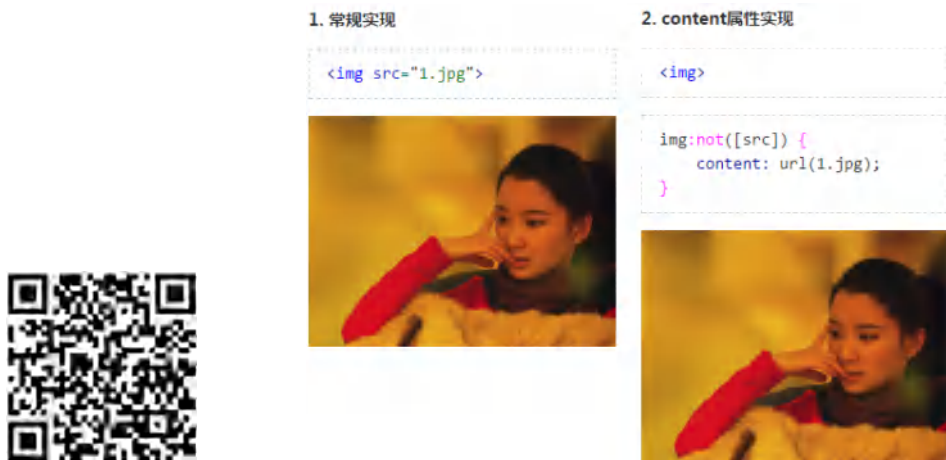 1. 常规实现
<img src="1.jpg">
2. content属性实现
<img>
img:not([src]) {
    content: url(1.jpg);
}